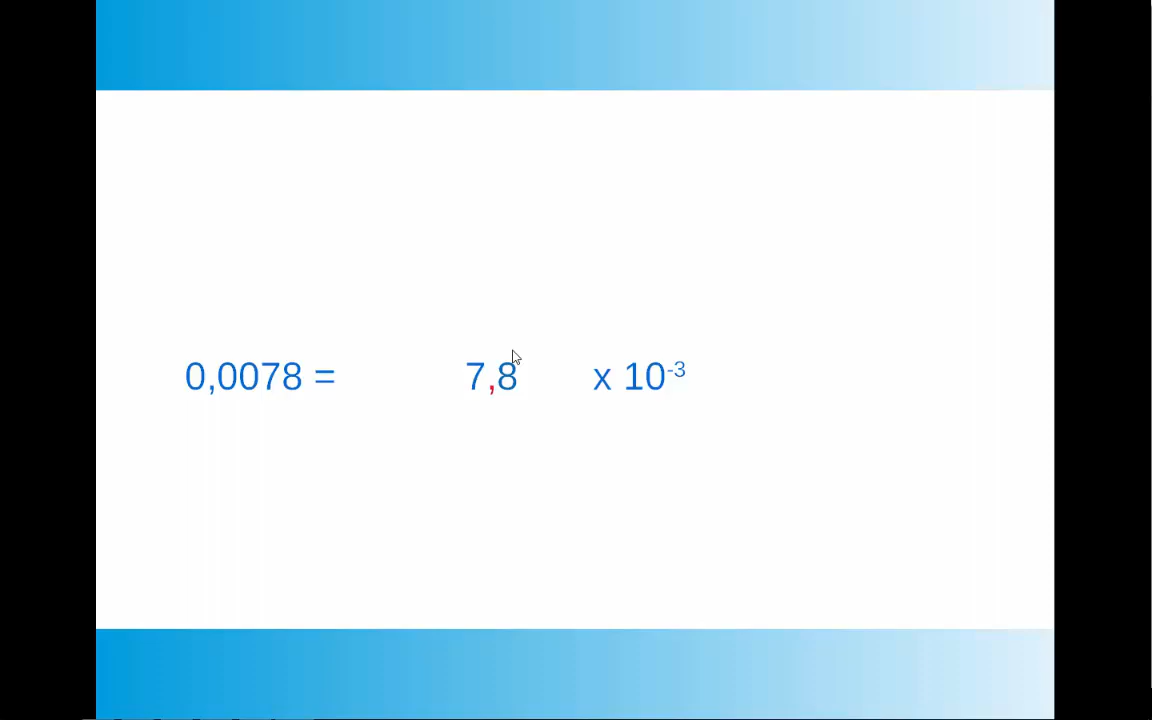 0,0078 = 7,8 x 10⁻³